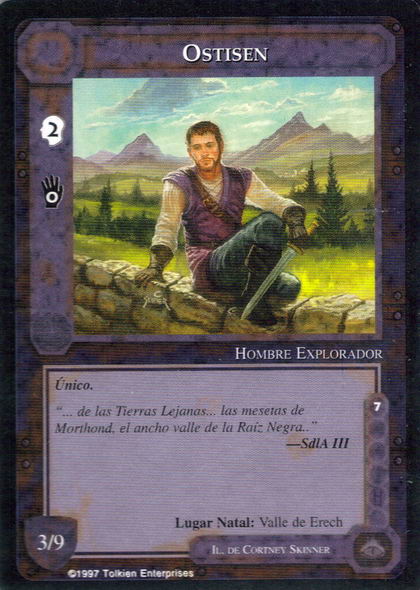 OSTISEN
2
0
HOMBRE EXPLORADOR
Único.
"... de las Tierras Lejanas... las mesetas de
Morthond, el ancho valle de la Raíz Negra.."
—SdlA III
7
Lugar Natal: Valle de Erech
3/9
IL. DE CORTNEY SKINNER
©1997 Tolkien Enterprises